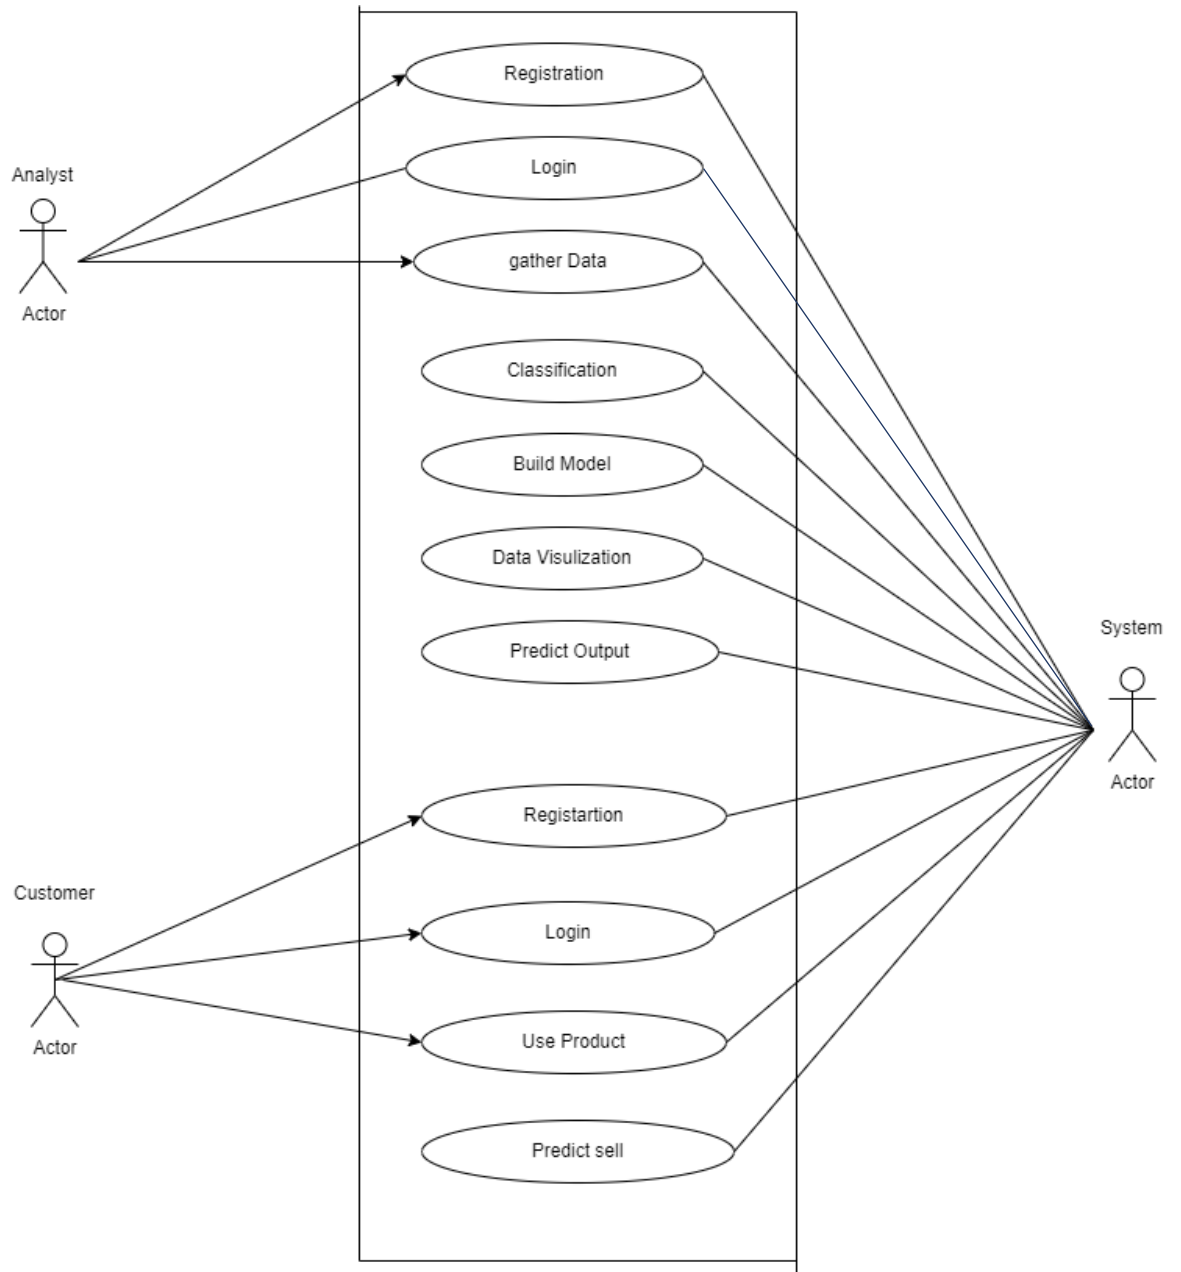 Registration
Login
Analyst
gather Data
Actor
Classification
Build Model
Data Visulization
Predict Output
System
Actor
Registartion
Customer
Login
Use Product
Actor
Predict sell